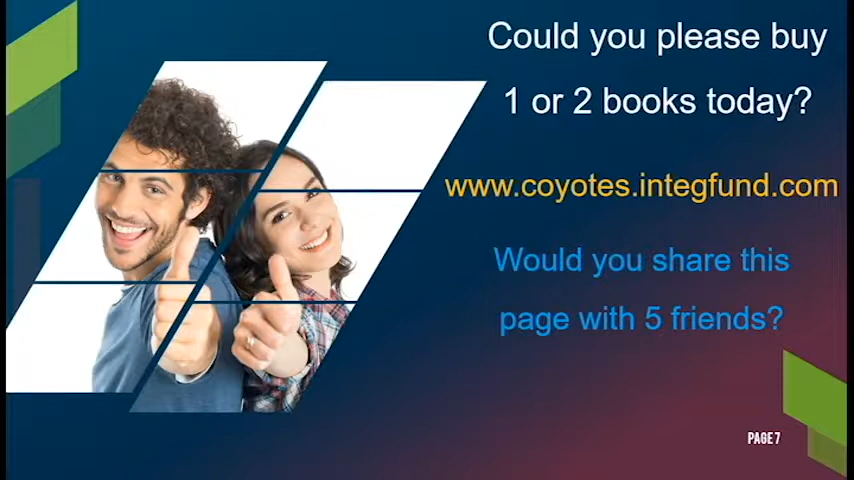 Could you please buy
1 or 2 books today?
www.coyotes.integfund.com
Would you share this
page with 5 friends?
PAGE 7